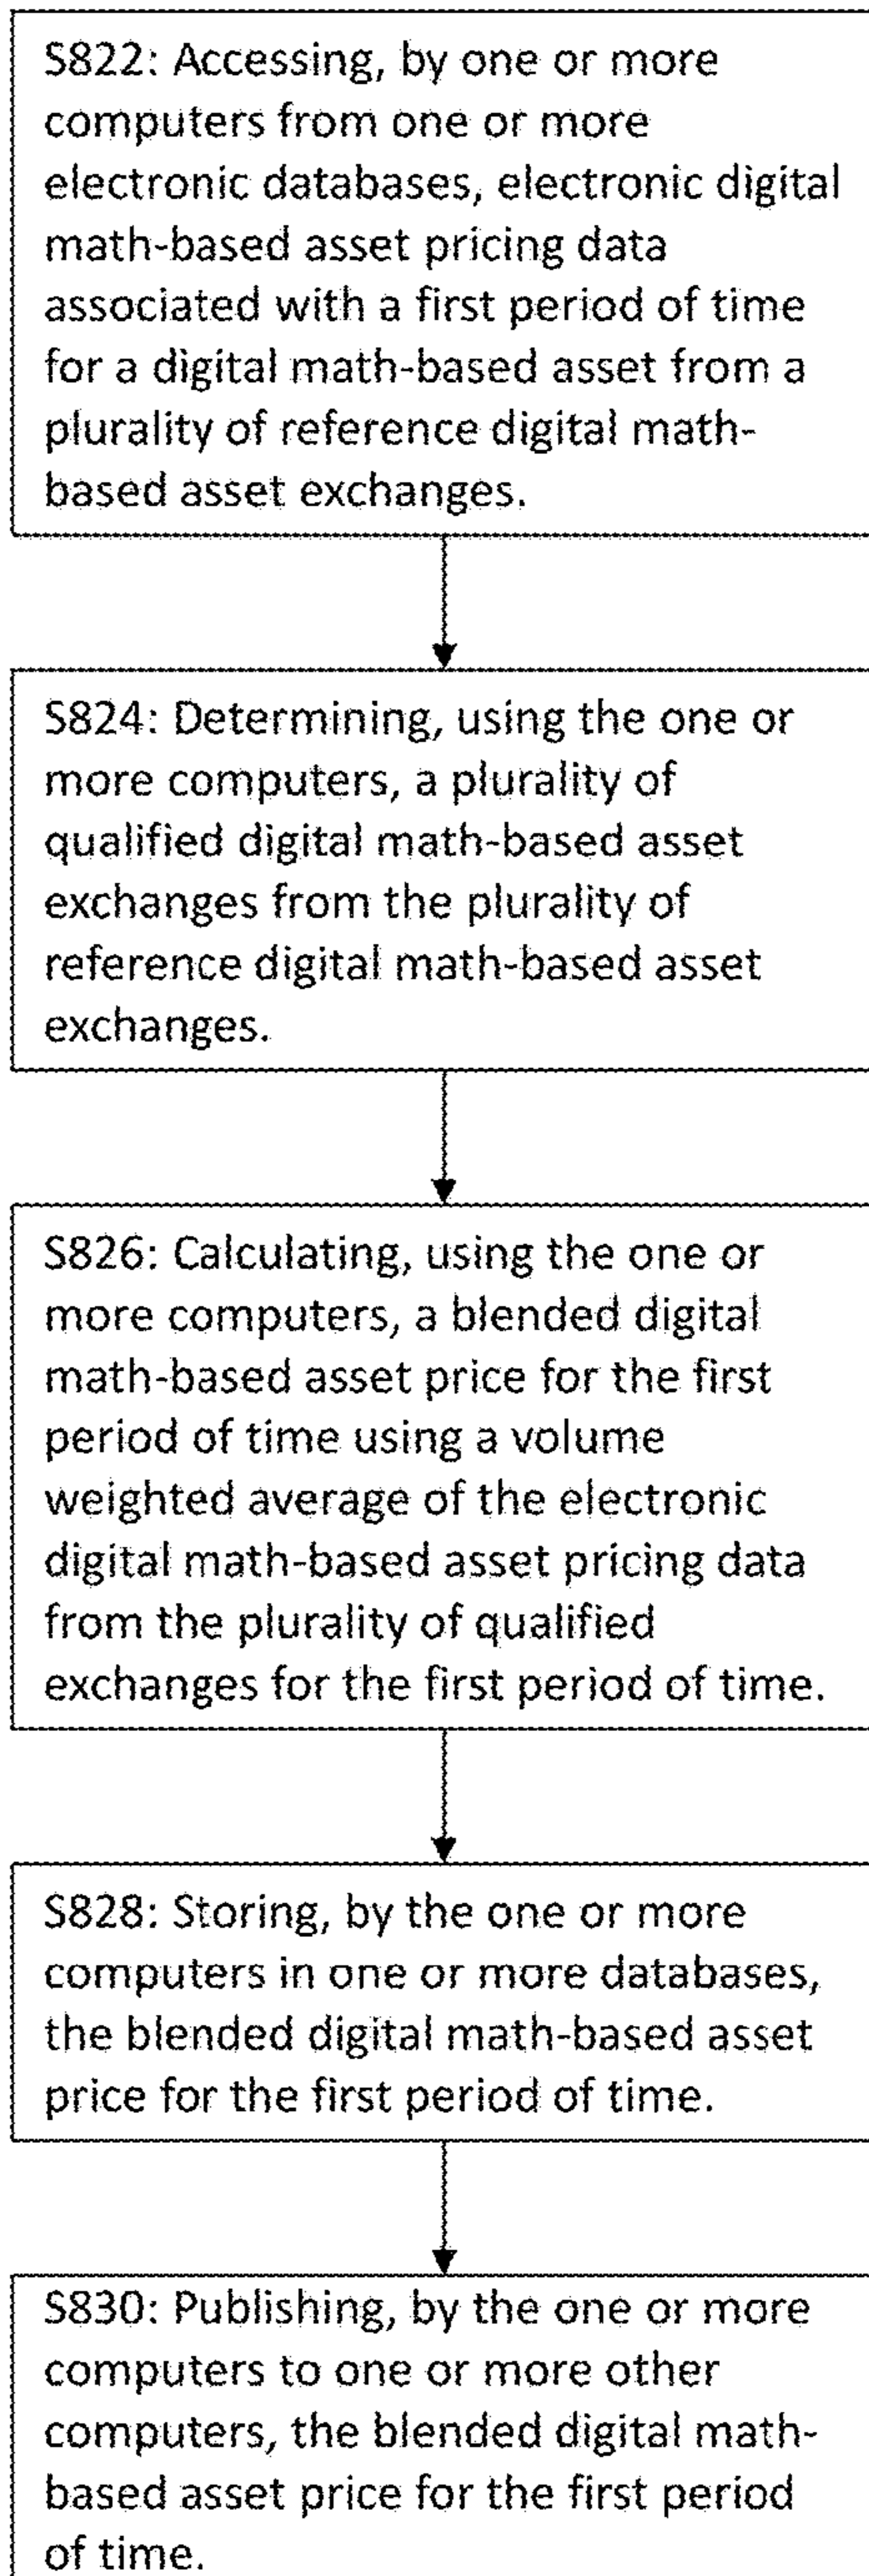 S822: Accessing, by one or more
computers from one or more
electronic databases, electronic digital
math-based asset pricing data
associated with a first period of time
for a digital math-based asset from a
plurality of reference digital math-
based asset exchanges.
S824: Determining, using the one or
more computers, a plurality of
qualified digital math-based asset
exchanges from the plurality of
reference digital math-based asset
exchanges.
S826: Calculating, using the one or
more computers, a blended digital
math-based asset price for the first
period of time using a volume
weighted average of the electronic
digital math-based asset pricing data
from the plurality of qualified
exchanges for the first period of time.
S828: Storing, by the one or more
computers in one or more databases,
the blended digital math-based asset
price for the first period of time.
S830: Publishing, by the one or more
computers to one or more other
computers, the blended digital math-
based asset price for the first period
of time.